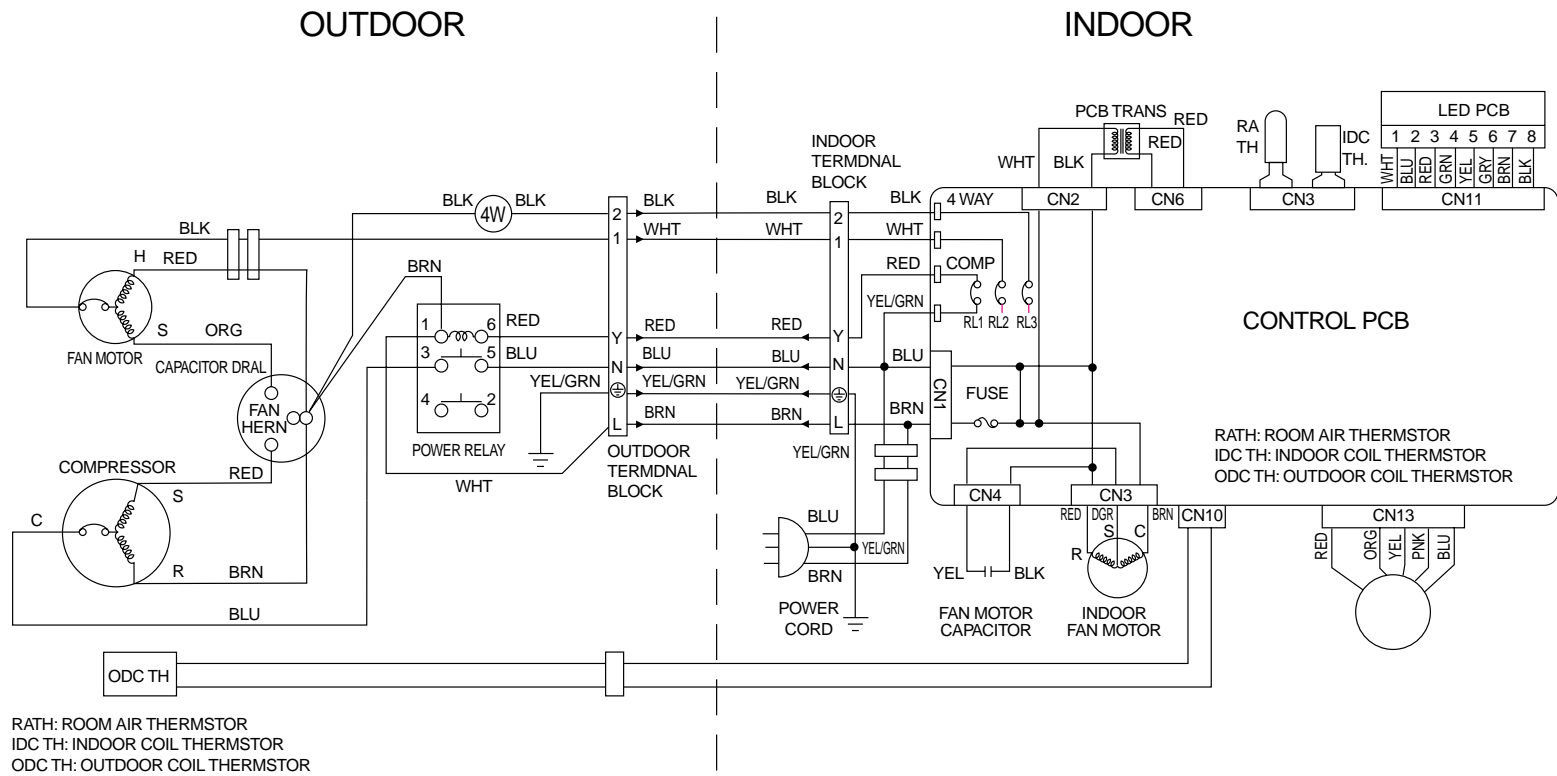 OUTDOOR
INDOOR
PCB TRANS
RED
RED
WHT
BLK
RA
TH
IDC
TH.
LED PCB
1 2 3 4 5 6 7 8
WHT
BLU
RED
GRN
YEL
GRY
BRN
BLK
CN2
CN6
CN3
CN11
INDOOR
TERMDNAL
BLOCK
BLK
4W
BLK
2
BLK
BLK
2
BLK
4 WAY
BLK
1
WHT
WHT
1
WHT
H
RED
BRN
RED
COMP
YEL/GRN
RL1
RL2
RL3
CONTROL PCB
S
ORG
FAN MOTOR
CAPACITOR DRAL
1
6
RED
Y
RED
RED
Y
3
5
BLU
N
BLU
BLU
N
BLU
YEL/GRN
YEL/GRN
YEL/GRN
4
2
L
BRN
BRN
L
BRN
CN1
FUSE
FAN
HERN
POWER RELAY
OUTDOOR
TERMDNAL
BLOCK
YEL/GRN
WHT
COMPRESSOR
RED
S
C
R
BRN
BLU
RATH: ROOM AIR THERMSTOR
IDC TH: INDOOR COIL THERMSTOR
ODC TH: OUTDOOR COIL THERMSTOR
CN4
CN3
CN10
CN13
RED
DGR
BRN
RED
ORG
YEL
PNK
BLU
BLU
YEL/GRN
BRN
POWER
CORD
YEL
BLK
R
S
C
FAN MOTOR
CAPACITOR
INDOOR
FAN MOTOR
ODC TH
RATH: ROOM AIR THERMSTOR
IDC TH: INDOOR COIL THERMSTOR
ODC TH: OUTDOOR COIL THERMSTOR